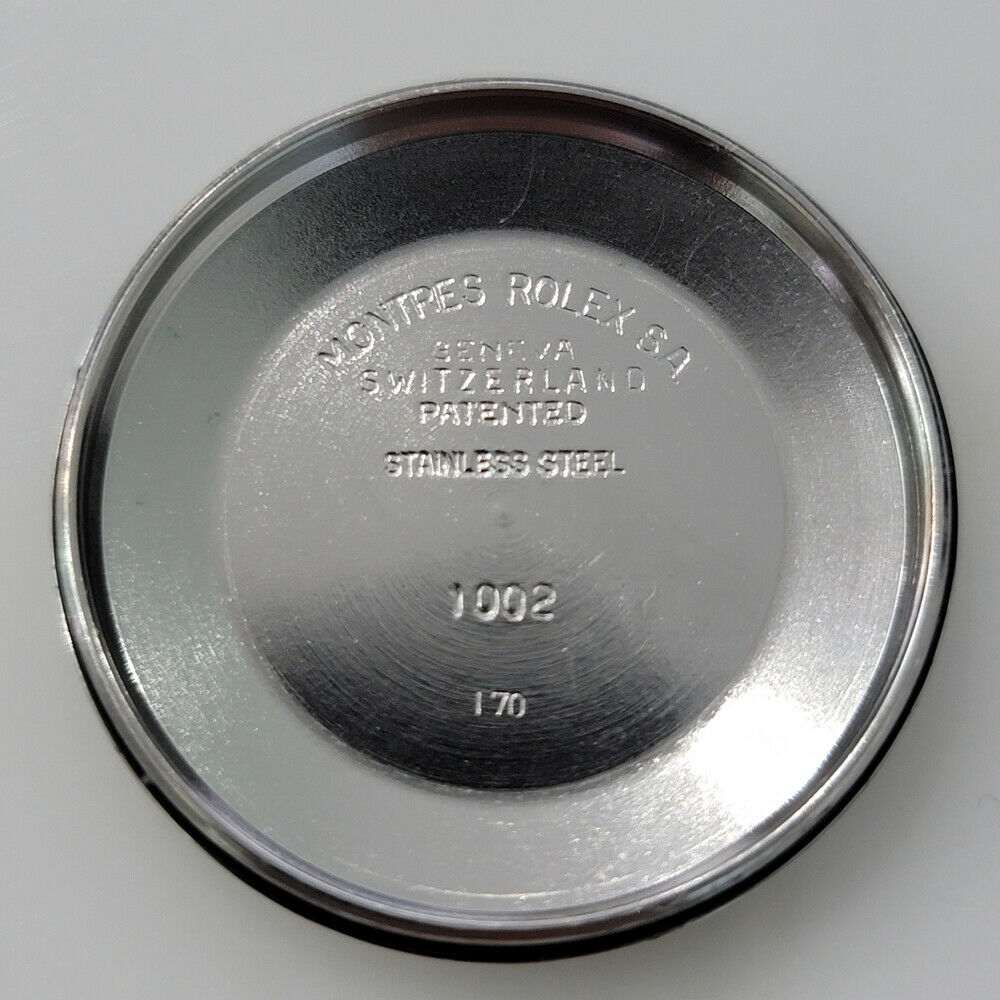 MONTRES ROLEX SA
GENEVA
SWITZERLAND
PATENTED
STAINLESS STEEL
1002
I 70